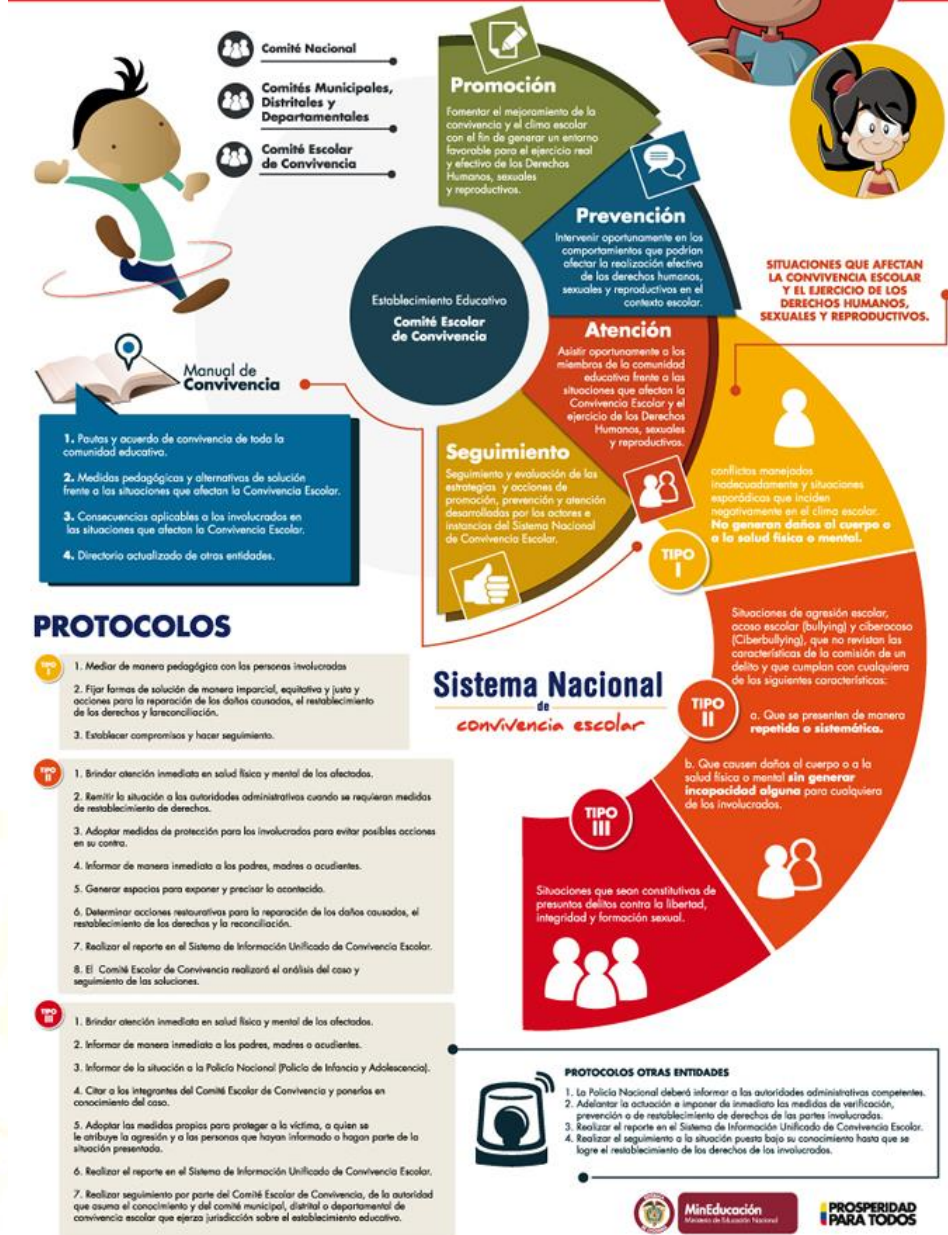 Comité Nacional
Comités Municipales,
Distritales y
Departamentales
Comité Escolar
de Convivencia
Promoción
Fomentar el mejoramiento de la
convivencia y el clima escolar
con el fin de generar un entorno
favorable para el ejercicio real
y efectivo de los Derechos
Humanos, sexuales
y reproductivos.
Prevención
Intervenir oportunamente en los
comportamientos que podrían
afectar la realización efectiva
de los derechos humanos,
sexuales y reproductivos en el
contexto escolar.
Establecimiento Educativo
Comité Escolar
de Convivencia
Atención
Asistir oportunamente a los
miembros de la comunidad
educativa frente a las
situaciones que afectan la
Convivencia Escolar y el
ejercicio de los Derechos
Humanos, sexuales
y reproductivos.
Seguimiento
Seguimiento y evaluación de las
estrategias y acciones de
promoción, prevención y atención
desarrolladas por los actores e
instancias del Sistema Nacional
de Convivencia Escolar.
SITUACIONES QUE AFECTAN
LA CONVIVENCIA ESCOLAR
Y EL EJERCICIO DE LOS
DERECHOS HUMANOS,
SEXUALES Y REPRODUCTIVOS.
Manual de
Convivencia
1. Pautas y acuerdo de convivencia de toda la
comunidad educativa.
2. Medidas pedagógicas y alternativas de solución
frente a las situaciones que afectan la Convivencia Escolar.
3. Consecuencias aplicables a los involucrados en
las situaciones que afectan la Convivencia Escolar.
4. Directorio actualizado de otras entidades.
TIPO
I
conflictos manejados
inadecuadamente y situaciones
esporádicas que inciden
negativamente en el clima escolar.
No generan daños al cuerpo o
a la salud física o mental.
TIPO
II
Situaciones de agresión escolar,
acoso escolar (bullying) y ciberacoso
(Ciberbullying), que no revistan las
características de la comisión de un
delito y que cumplan con cualquiera
de las siguientes características:
a. Que se presenten de manera
repetida o sistemática.
b. Que causen daños al cuerpo o a la
salud física o mental sin generar
incapacidad alguna para cualquiera
de los involucrados.
TIPO
III
Situaciones que sean constitutivas de
presuntos delitos contra la libertad,
integridad y formación sexual.
Sistema Nacional
de
convivencia escolar
PROTOCOLOS
TIPO
I
1. Mediar de manera pedagógica con las personas involucradas
2. Fijar formas de solución de manera imparcial, equitativa y justa y
acciones para la reparación de los daños causados, el restablecimiento
de los derechos y lareconciliación.
3. Establecer compromisos y hacer seguimiento.
TIPO
II
1. Brindar atención inmediata en salud física y mental de los afectados.
2. Remitir la situación a las autoridades administrativas cuando se requieran medidas
de restablecimiento de derechos.
3. Adoptar medidas de protección para los involucrados para evitar posibles acciones
en su contra.
4. Informar de manera inmediata a los padres, madres o acudientes.
5. Generar espacios para exponer y precisar lo acontecido.
6. Determinar acciones restaurativas para la reparación de los daños causados, el
restablecimiento de los derechos y la reconciliación.
7. Realizar el reporte en el Sistema de Información Unificado de Convivencia Escolar.
8. El Comité Escolar de Convivencia realizará el análisis del caso y
seguimiento de las soluciones.
TIPO
III
1. Brindar atención inmediata en salud física y mental de los afectados.
2. Informar de manera inmediata a los padres, madres o acudientes.
3. Informar de la situación a la Policía Nacional (Policía de Infancia y Adolescencia).
4. Citar a los integrantes del Comité Escolar de Convivencia y ponerlos en
conocimiento del caso.
5. Adoptar las medidas propias para proteger a la víctima, a quien se
le atribuye la agresión y a las personas que hayan informado o hagan parte de la
situación presentada.
6. Realizar el reporte en el Sistema de Información Unificado de Convivencia Escolar.
7. Realizar seguimiento por parte del Comité Escolar de Convivencia, de la autoridad
que asuma el conocimiento y del comité municipal, distrital o departamental de
convivencia escolar que ejerza jurisdicción sobre el establecimiento educativo.
PROTOCOLOS OTRAS ENTIDADES
1. La Policía Nacional deberá informar a las autoridades administrativas competentes.
2. Adelantar la actuación e imponer de inmediato las medidas de verificación,
prevención o de restablecimiento de derechos de las partes involucradas.
3. Realizar el reporte en el Sistema de Información Unificado de Convivencia Escolar.
4. Realizar el seguimiento a la situación puesta bajo su conocimiento hasta que se
logre el restablecimiento de los derechos de los involucrados.
MinEducación
Ministerio de Educación Nacional
PROSPERIDAD
PARA TODOS